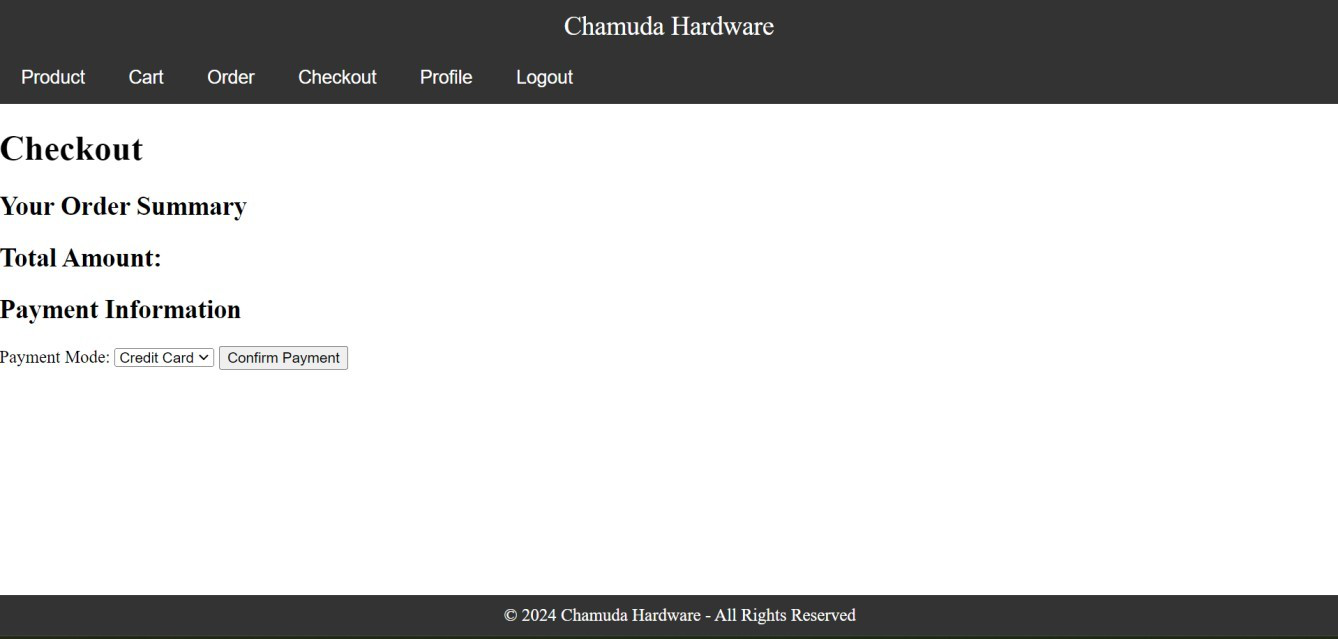 Chamuda Hardware
Product Cart Order Checkout Profile Logout
Checkout
Your Order Summary
Total Amount:
Payment Information
Payment Mode: Credit Card Confirm Payment
© 2024 Chamuda Hardware - All Rights Reserved